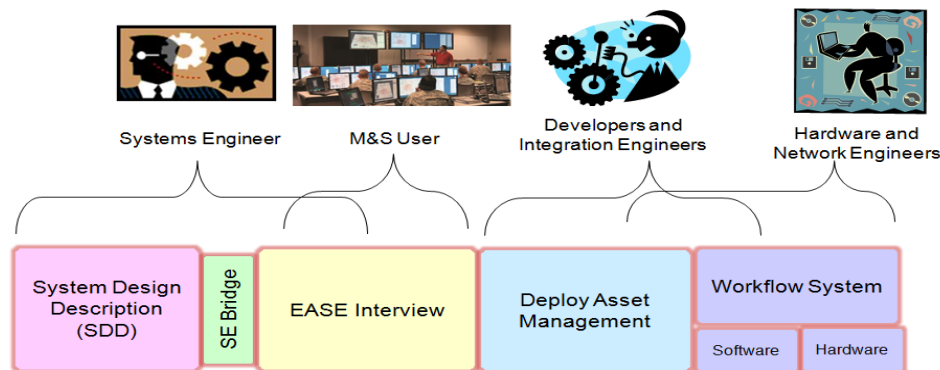 Systems Engineer
M&S User
Developers and
Integration Engineers
Hardware and
Network Engineers
System Design
Description
(SDD)
SE Bridge
EASE Interview
Deploy Asset
Management
Workflow System
Software
Hardware